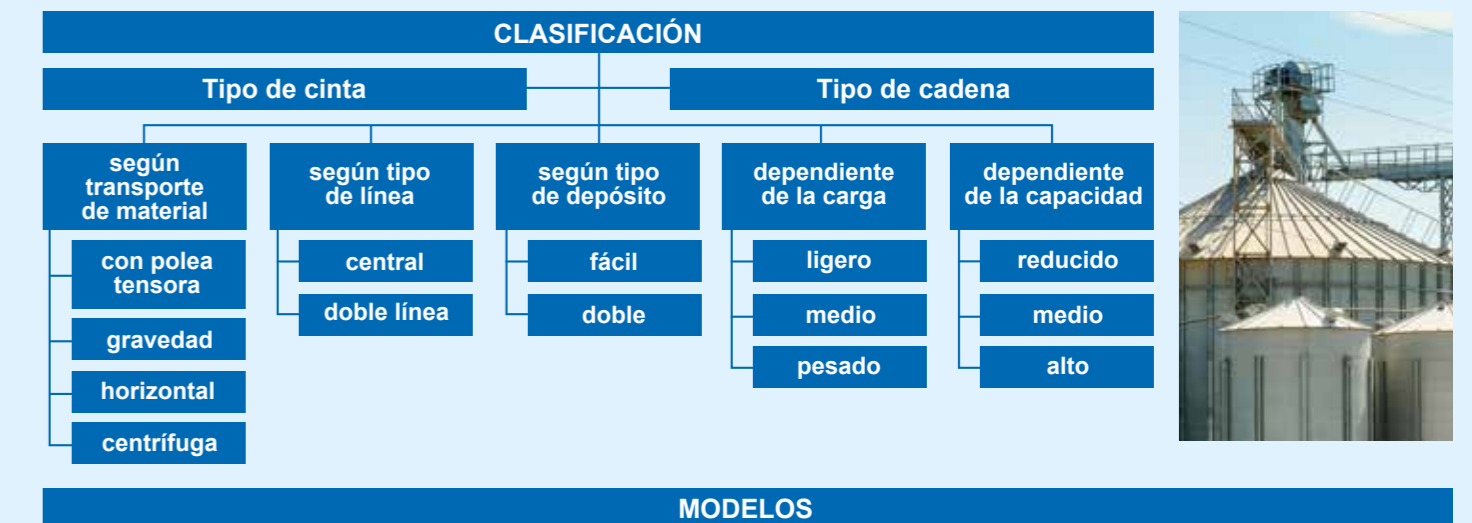 CLASIFICACIÓN
Tipo de cinta
Tipo de cadena
según
transporte
de material
según tipo
de línea
según tipo
de depósito
dependiente
de la carga
dependiente
de la capacidad
con polea
tensora
gravedad
horizontal
centrífuga
central
doble línea
fácil
doble
ligero
medio
pesado
reducido
medio
alto
MODELOS